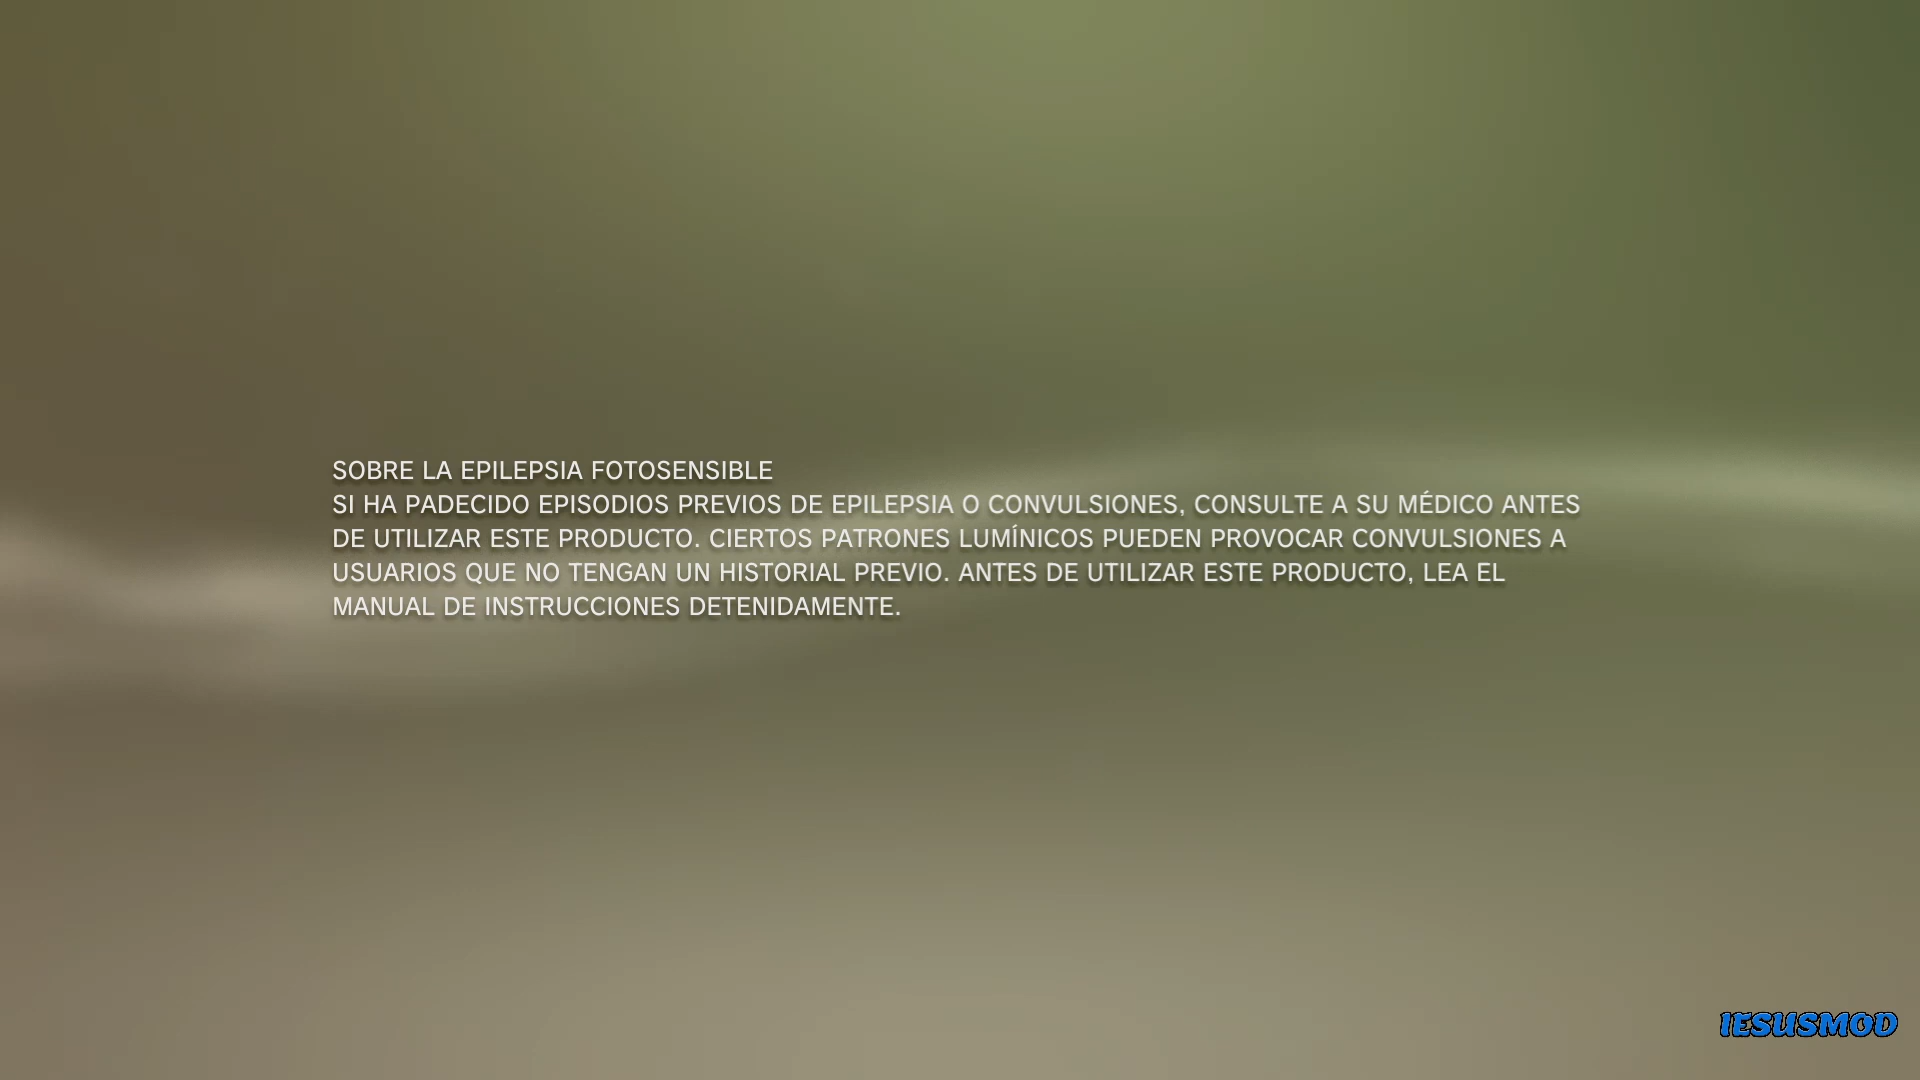 SOBRE LA EPILEPSIA FOTOSENSIBLE
SI HA PADECIDO EPISODIOS PREVIOS DE EPILEPSIA O CONVULSIONES, CONSULTE A SU MÉDICO ANTES
DE UTILIZAR ESTE PRODUCTO. CIERTOS PATRONES LUMÍNICOS PUEDEN PROVOCAR CONVULSIONES A
USUARIOS QUE NO TENGAN UN HISTORIAL PREVIO. ANTES DE UTILIZAR ESTE PRODUCTO, LEA EL
MANUAL DE INSTRUCCIONES DETENIDAMENTE.
IESUSMOD